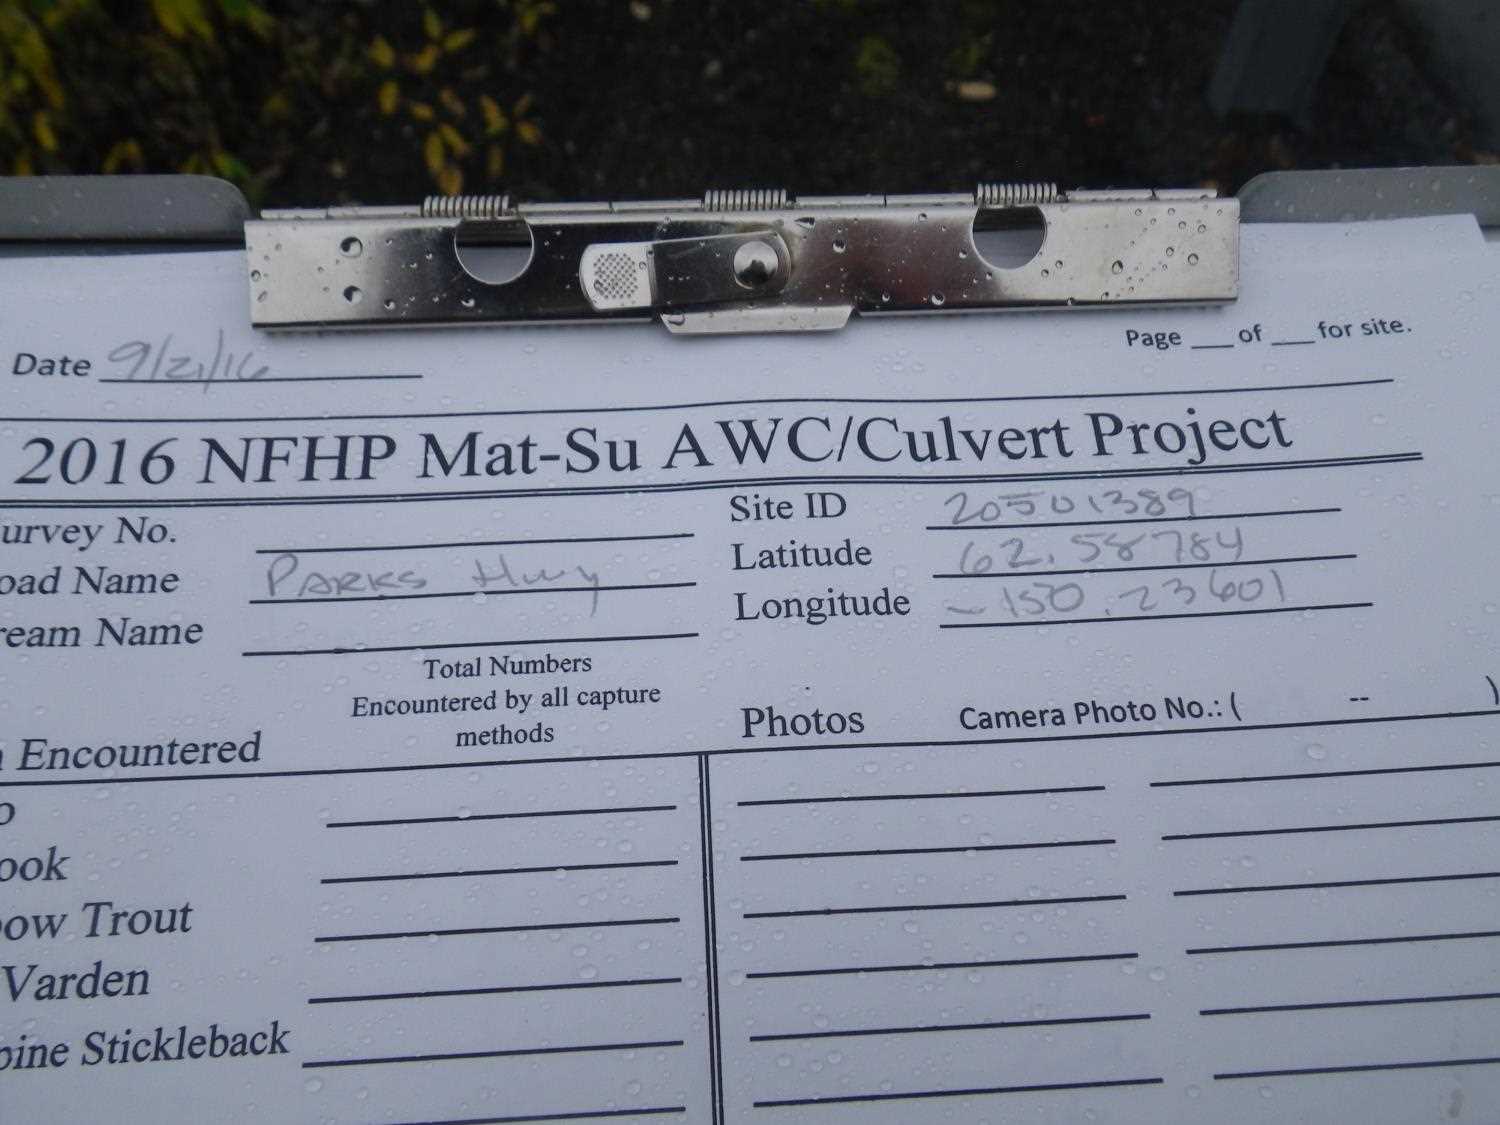 Date 9/21/16
Page ___ of ___ for site.
2016 NFHP Mat-Su AWC/Culvert Project
urvey No.
Site ID 20501389
oad Name Parks Hwy
Latitude 62.58784
ream Name
Longitude -150.23601
Total Numbers
Encountered by all capture
methods
Encountered
Photos Camera Photo No.: ( -- )
o
ook
ow Trout
Varden
pine Stickleback